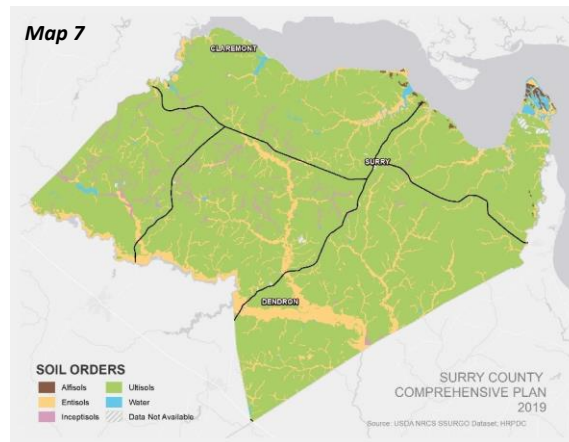 Map 7
CLAREMONT
SURRY
DENDRON
SOIL ORDERS
Alfisols
Ultisols
Entisols
Water
Inceptisols
Data Not Available
SURRY COUNTY
COMPREHENSIVE PLAN
2019
Source: USDA NRCS SSURGO Dataset, HRPDC